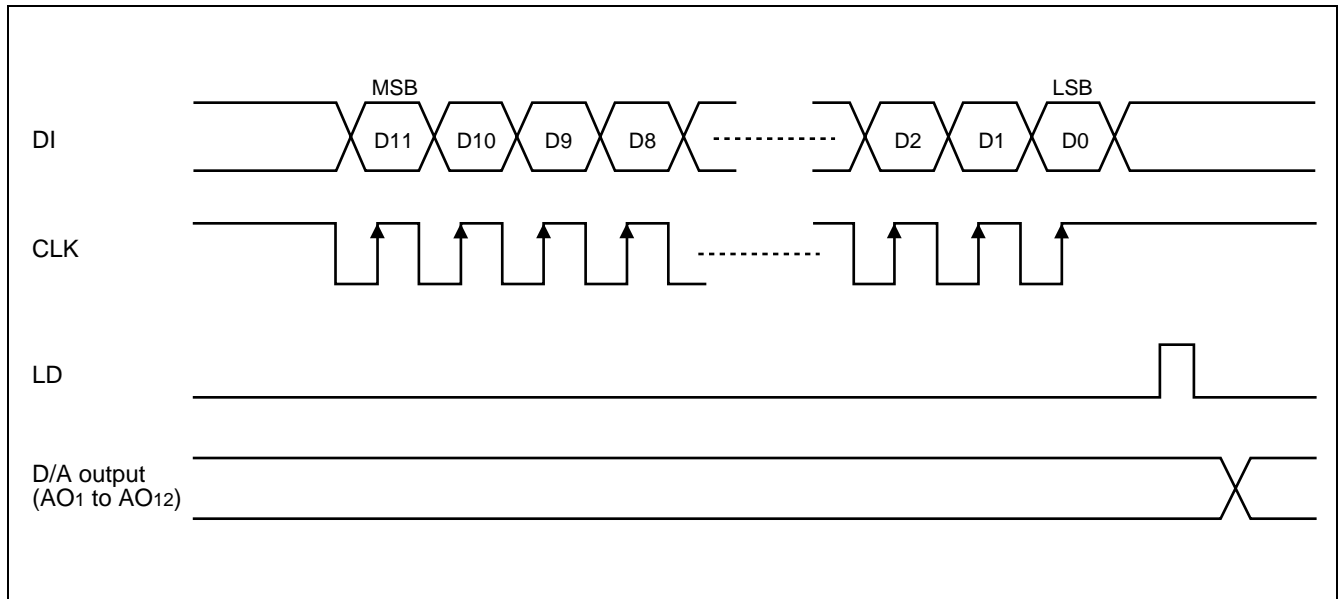 MSB LSB
DI D11 D10 D9 D8 D2 D1 D0
CLK
LD
D/A output
(AO1 to AO12)